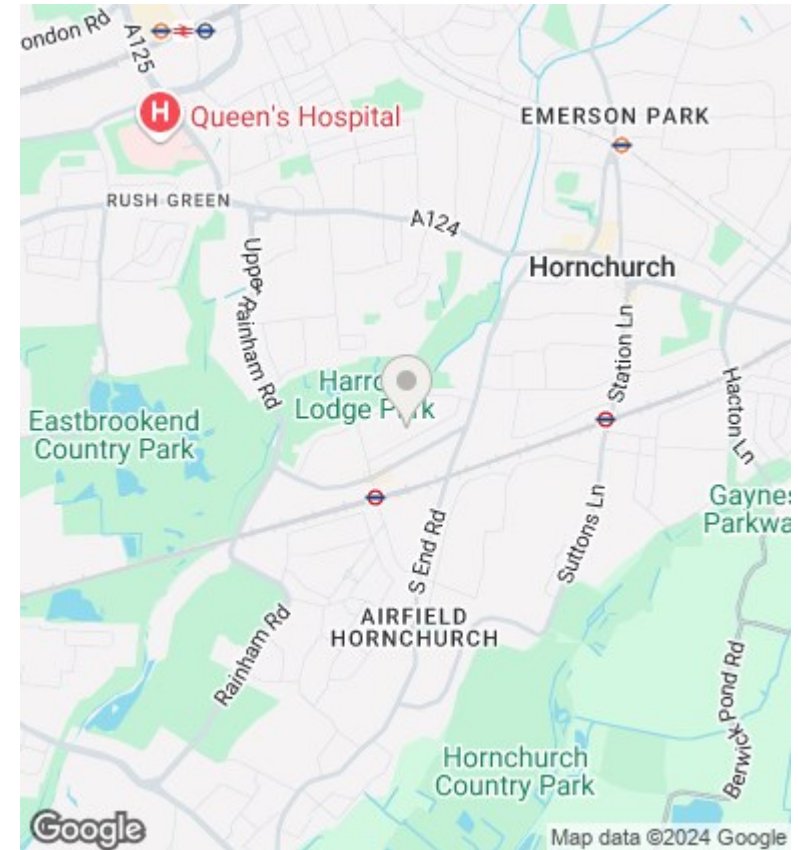 ondon Rd
A125
H
Queen's Hospital
EMERSON PARK
RUSH GREEN
A124
Upper Rainham Rd
Hornchurch
Station Ln
Lodge Park
Hacton Ln
Eastbrookend
Country Park
Gaynes
Parkwa
S End Rd
Suttons Ln
AIRFIELD
HORNCHURCH
Rainham Rd
Berwick Pond Rd
Hornchurch
Country Park
Google
Map data ©2024 Google